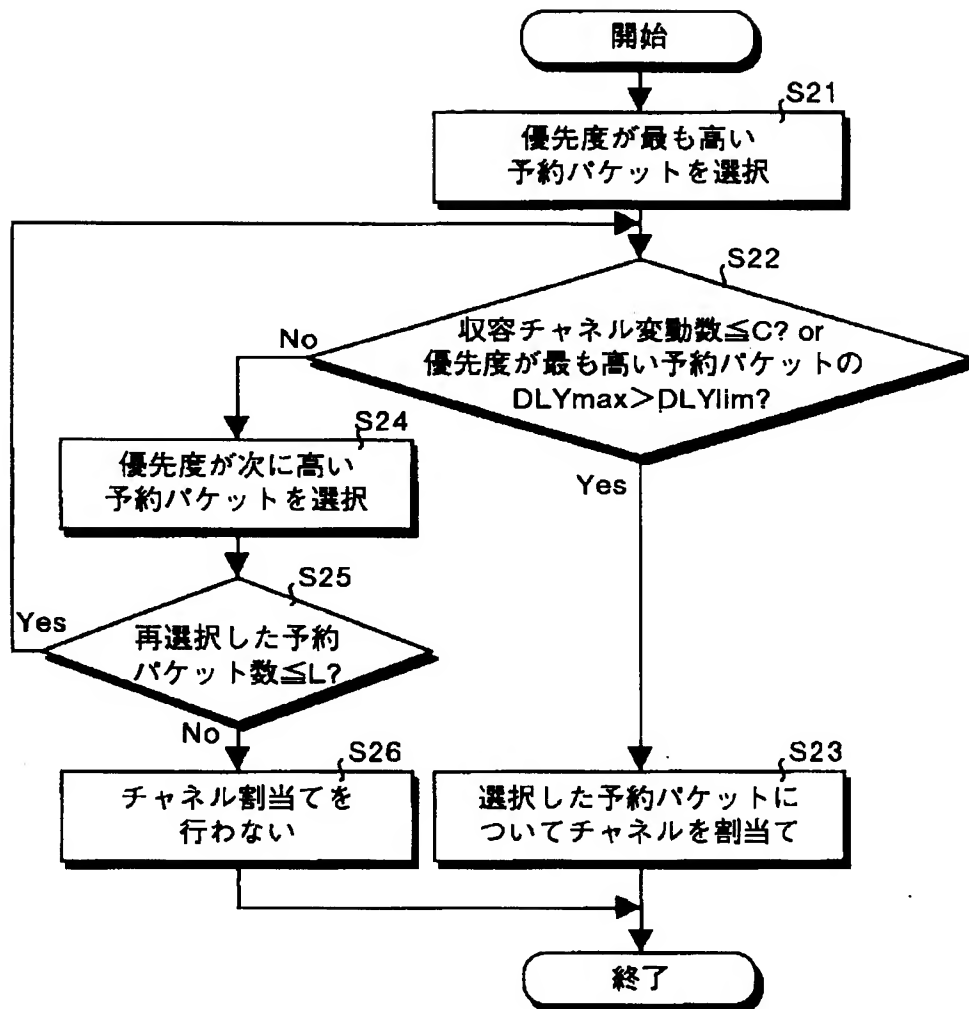 開始
S21
優先度が最も高い
予約パケットを選択
S22
収容チャネル変動数≦C? or
優先度が最も高い予約パケットの
DLYmax＞DLYlim?
No
Yes
S24
優先度が次に高い
予約パケットを選択
S25
再選択した予約
パケット数≦L?
Yes
No
S26
チャネル割当てを
行わない
S23
選択した予約パケットに
ついてチャネルを割当て
終了